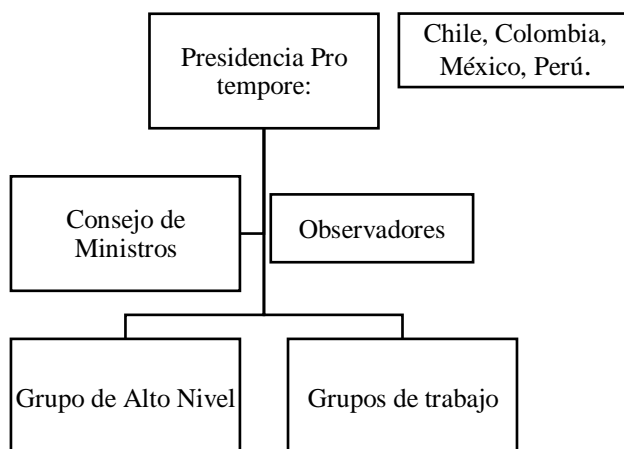 Presidencia Pro
tempore:
Chile, Colombia,
México, Perú.
Consejo de
Ministros
Observadores
Grupo de Alto Nivel
Grupos de trabajo